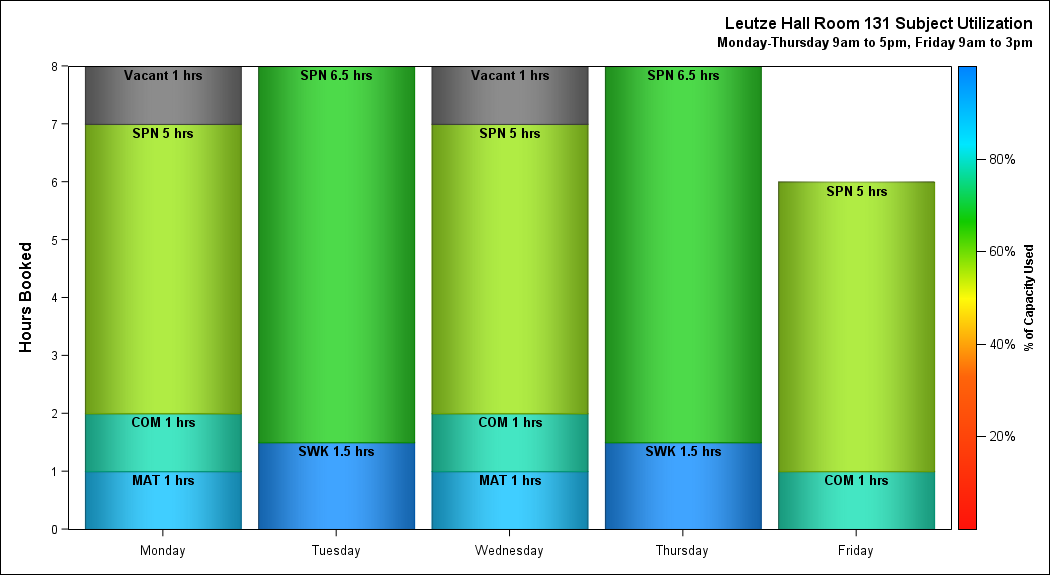 Leutze Hall Room 131 Subject Utilization
Monday-Thursday 9am to 5pm, Friday 9am to 3pm
Hours Booked
8
7
6
5
4
3
2
1
0
Vacant 1 hrs
SPN 5 hrs
COM 1 hrs
MAT 1 hrs
SPN 6.5 hrs
SWK 1.5 hrs
Vacant 1 hrs
SPN 5 hrs
COM 1 hrs
MAT 1 hrs
SPN 6.5 hrs
SWK 1.5 hrs
SPN 5 hrs
COM 1 hrs
Monday
Tuesday
Wednesday
Thursday
Friday
80%
60%
40%
20%
% of Capacity Used